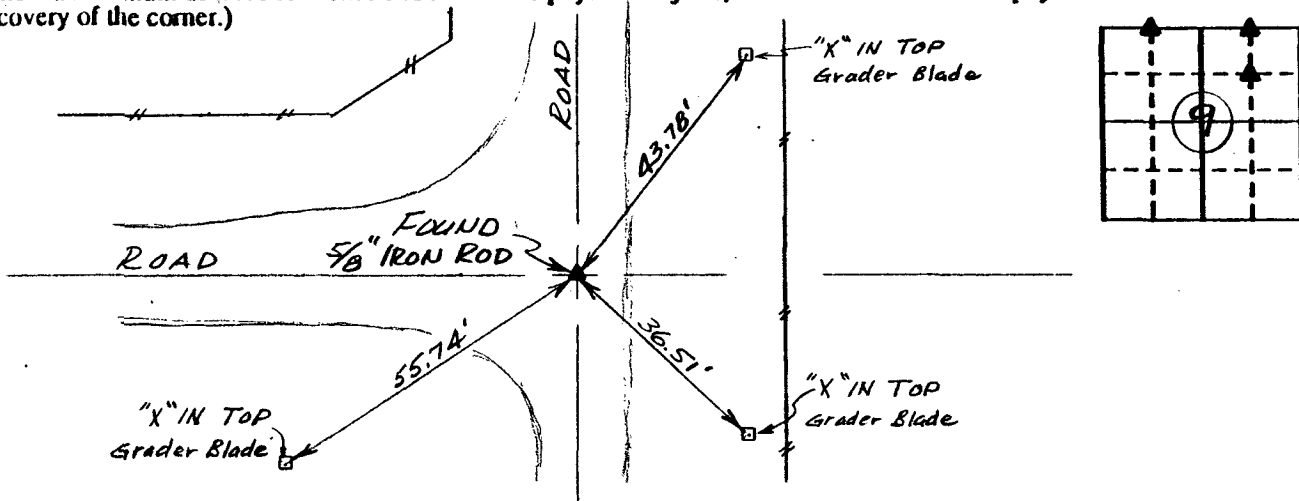 covery of the corner.)
"X" IN TOP
Grader Blade
ROAD
43.78'
9
FOUND
5/8" IRON ROD
ROAD
55.74'
36.51'
"X" IN TOP
Grader Blade
"X" IN TOP
Grader Blade